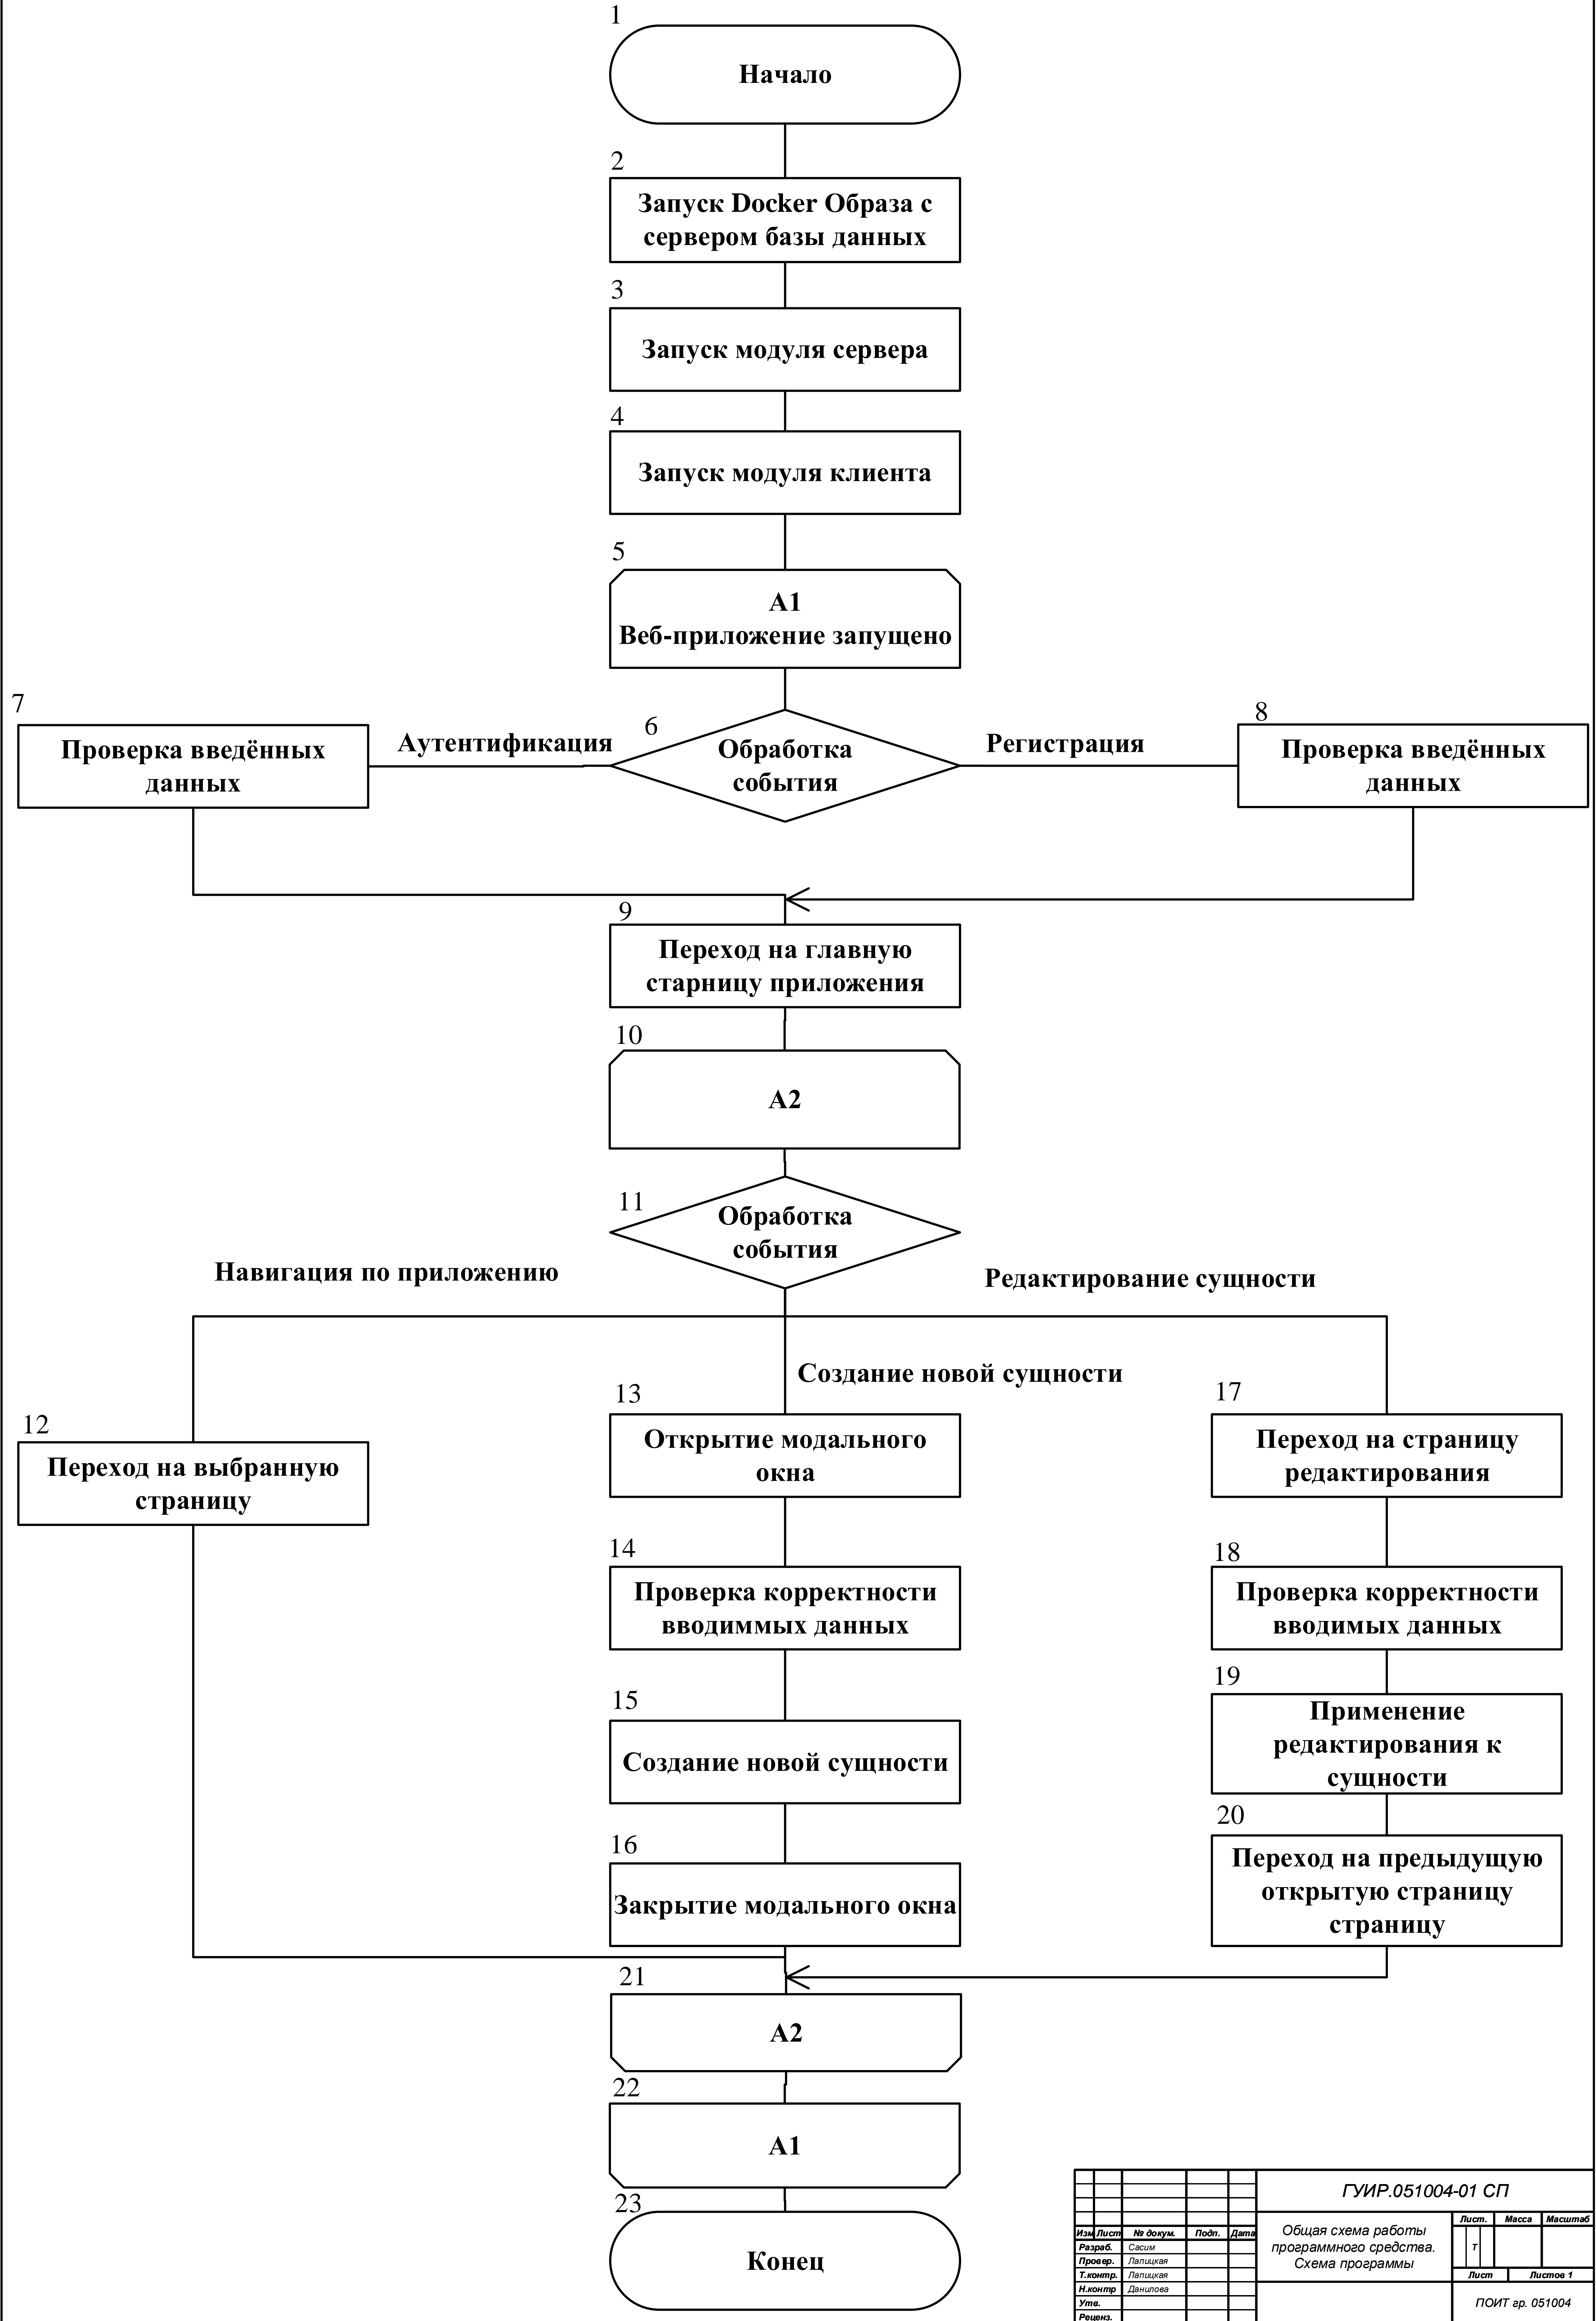 1
Начало
2
Запуск Docker Образа с
сервером базы данных
3
Запуск модуля сервера
4
Запуск модуля клиента
5
А1
Веб-приложение запущено
6
Обработка
события
Аутентификация
Регистрация
7
Проверка введённых
данных
8
Проверка введённых
данных
9
Переход на главную
старницу приложения
10
А2
11
Обработка
события
Навигация по приложению
Создание новой сущности
Редактирование сущности
12
Переход на выбранную
страницу
13
Открытие модального
окна
14
Проверка корректности
вводиммых данных
15
Создание новой сущности
16
Закрытие модального окна
17
Переход на страницу
редактирования
18
Проверка корректности
вводимых данных
19
Применение
редактирования к
сущности
20
Переход на предыдущую
открытую страницу
страницу
21
А2
22
А1
23
Конец
ГУИР.051004-01 СП
Изм Лист № докум. Подп. Дата
Разраб. Сасим
Провер. Лапицкая
Т.контр. Лапицкая
Н.контр Данилова
Утв.
Реценз.
Общая схема работы
программного средства.
Схема программы
Лист. Масса Масштаб
Т
Лист Листов 1
ПОИТ гр. 051004